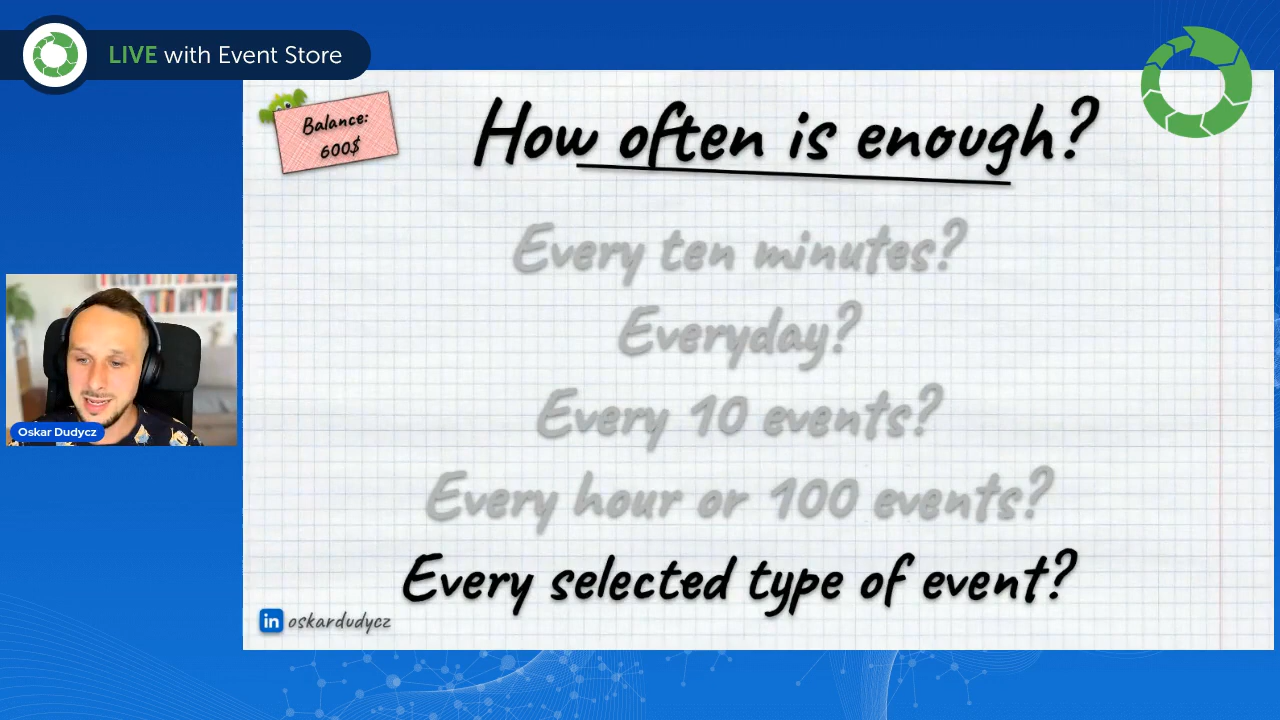 LIVE with Event Store
Balance:
600$
How often is enough?
Every ten minutes?
Everyday?
Every 10 events?
Every hour or 100 events?
Every selected type of event?
Oskar Dudycz
in oskardudycz